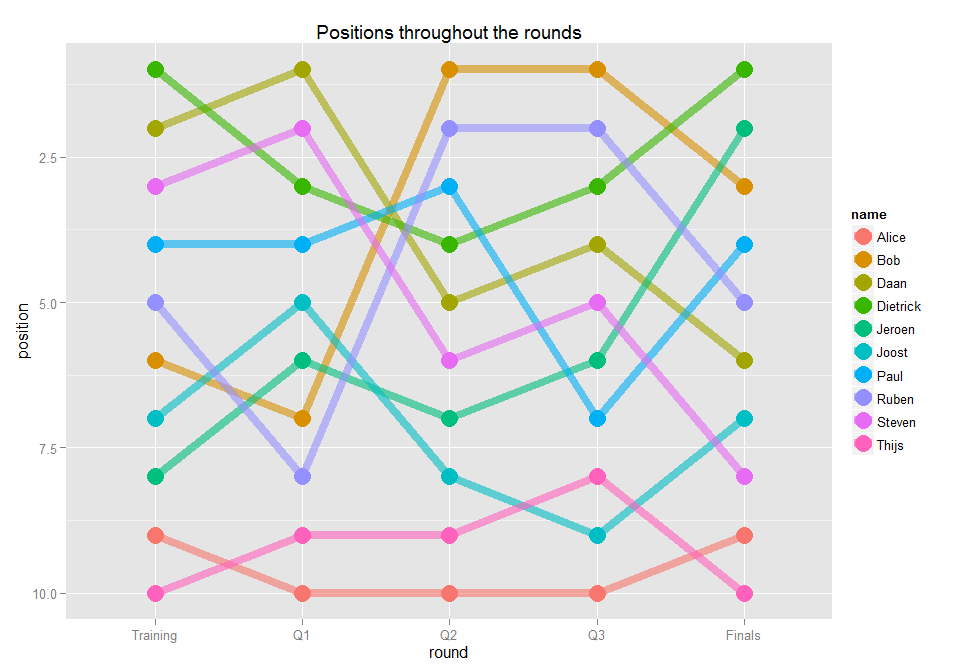 Positions throughout the rounds
position
2.5
5.0
7.5
10.0
Training Q1 Q2 Q3 Finals
round
name
Alice
Bob
Daan
Dietrick
Jeroen
Joost
Paul
Ruben
Steven
Thijs